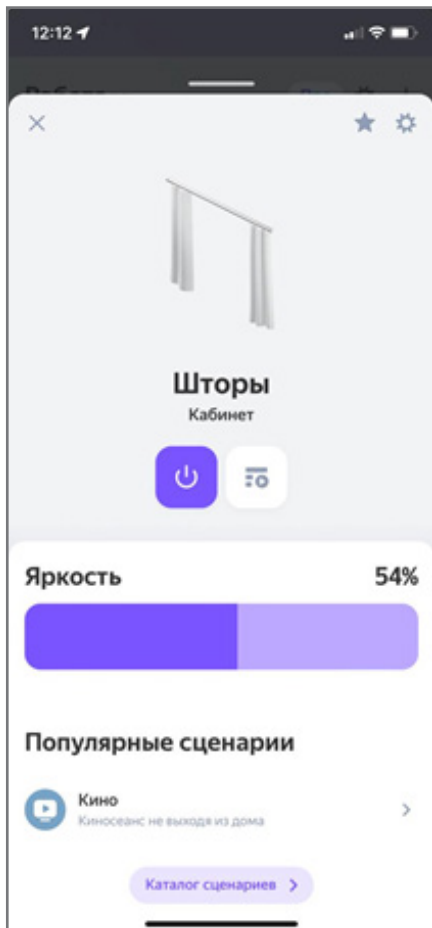 12:12
Шторы
Кабинет
Яркость
54%
Популярные сценарии
Кино
Киносеанс не выходя из дома
Каталог сценариев